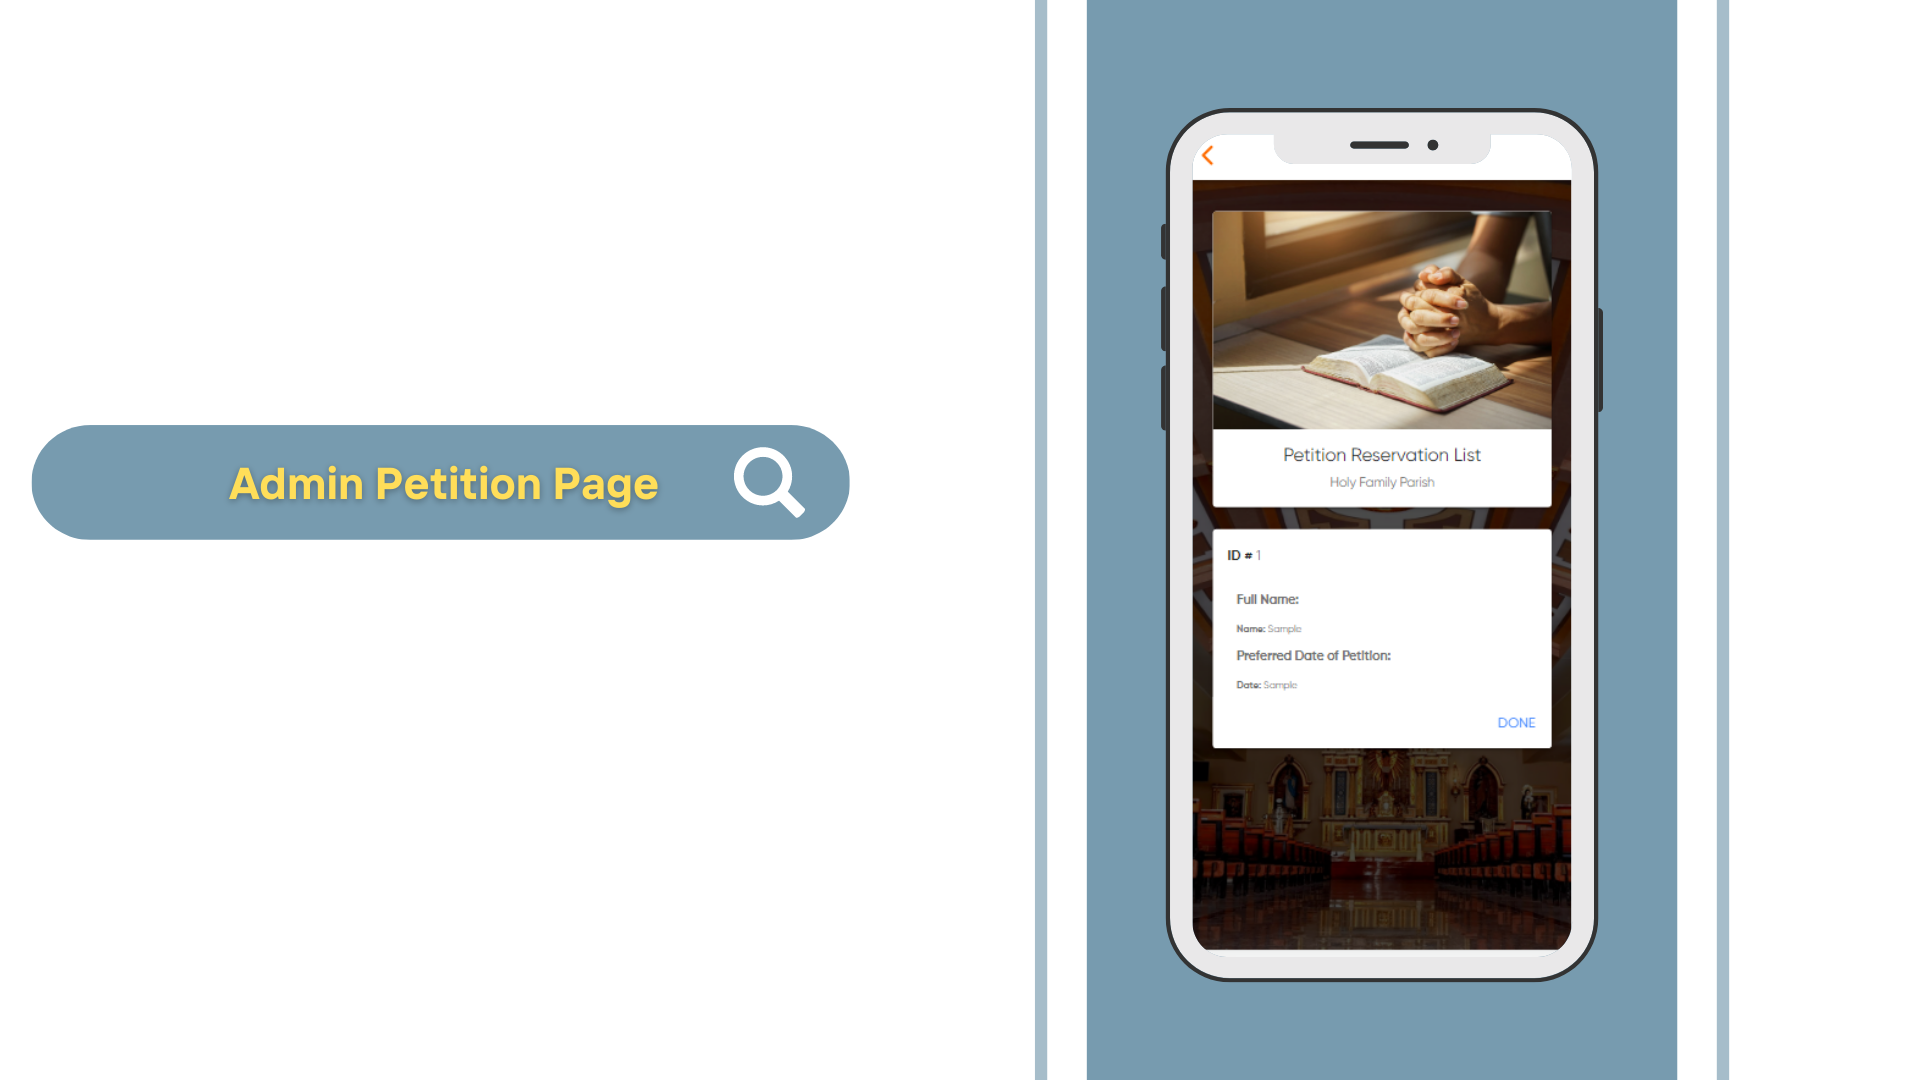 Admin Petition Page
Petition Reservation List
Holy Family Parish
ID # 1
Full Name:
Name: Sample
Preferred Date of Petition:
Date: Sample
DONE